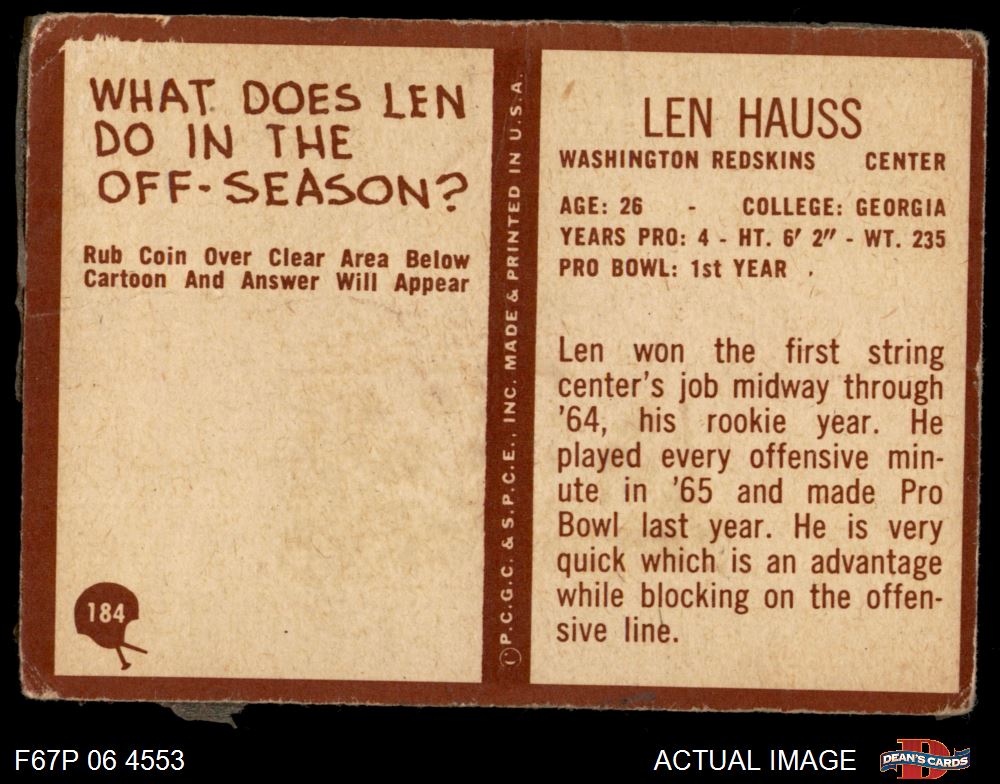 WHAT DOES LEN
DO IN THE
OFF-SEASON?
Rub Coin Over Clear Area Below
Cartoon And Answer Will Appear
184
© P.C.G.C. & S.P.C.E., INC. MADE & PRINTED IN U.S.A.
LEN HAUSS
WASHINGTON REDSKINS CENTER
AGE: 26 - COLLEGE: GEORGIA
YEARS PRO: 4 - HT. 6' 2" - WT. 235
PRO BOWL: 1st YEAR
Len won the first string
center's job midway through
'64, his rookie year. He
played every offensive min-
ute in '65 and made Pro
Bowl last year. He is very
quick which is an advantage
while blocking on the offen-
sive line.
F67P 06 4553
ACTUAL IMAGE
D
DEAN'S CARDS